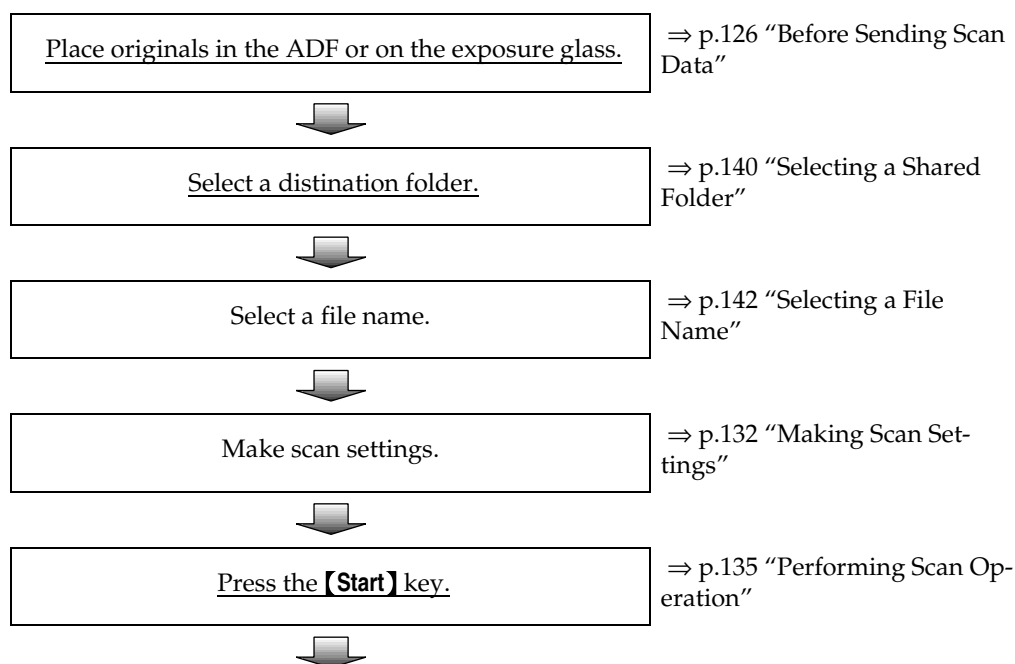 Place originals in the ADF or on the exposure glass.
⇒ p.126 “Before Sending Scan
Data”
Select a distination folder.
⇒ p.140 “Selecting a Shared
Folder”
Select a file name.
⇒ p.142 “Selecting a File
Name”
Make scan settings.
⇒ p.132 “Making Scan Set-
tings”
Press the【Start】key.
⇒ p.135 “Performing Scan Op-
eration”